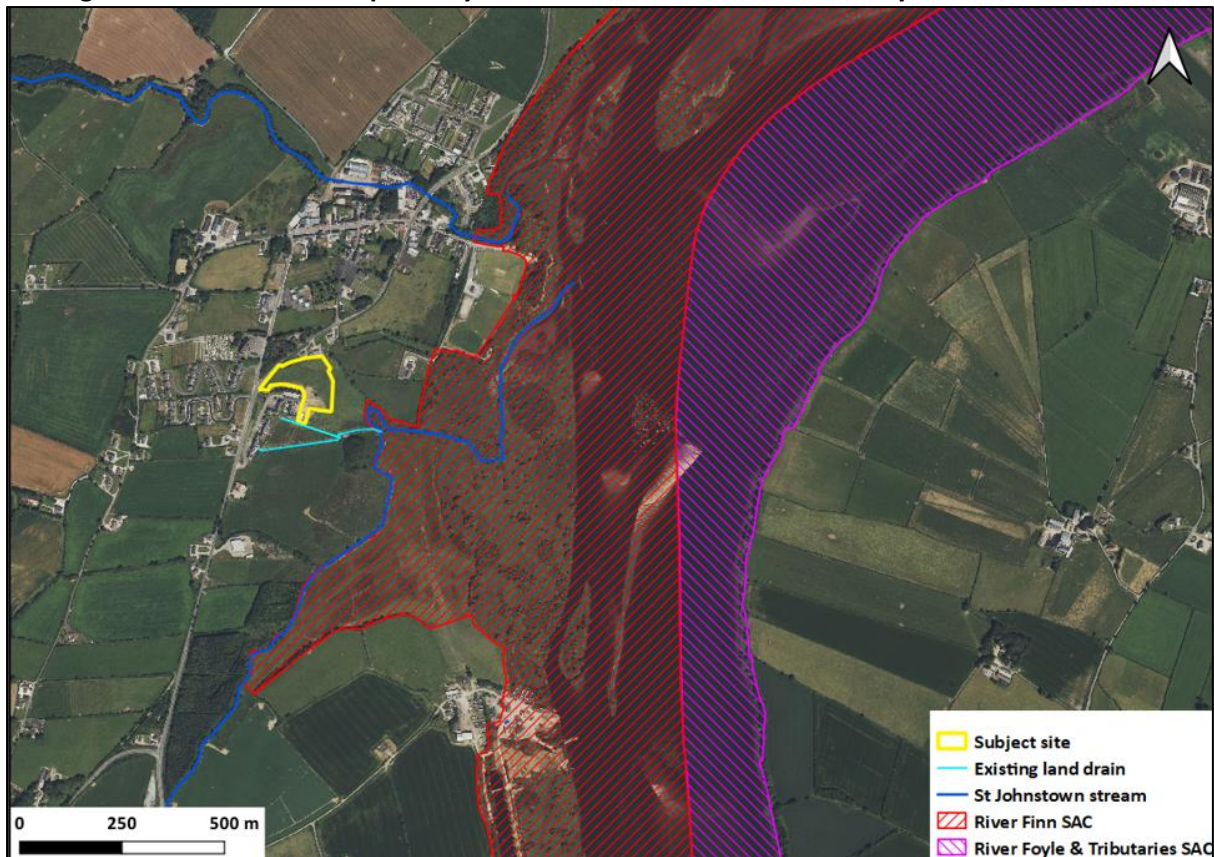 Subject site
Existing land drain
St Johnstown stream
River Finn SAC
River Foyle & Tributaries SAC
0 250 500 m